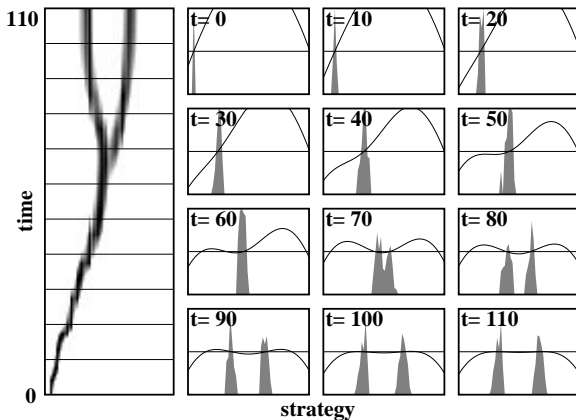 110
time
0
t= 0
t= 10
t= 20
t= 30
t= 40
t= 50
t= 60
t= 70
t= 80
t= 90
t= 100
t= 110
strategy